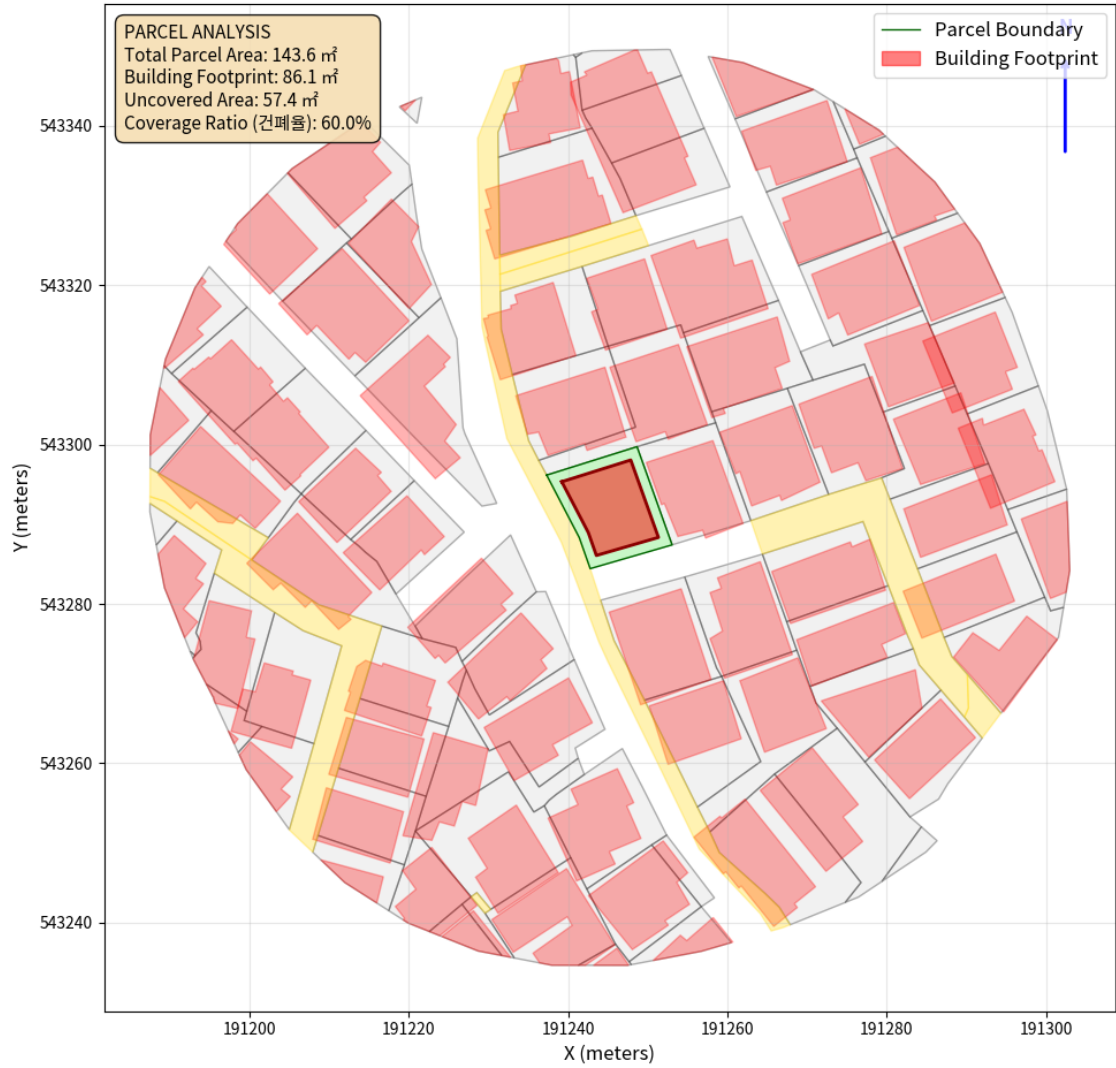 PARCEL ANALYSIS
Total Parcel Area: 143.6 ㎡
Building Footprint: 86.1 ㎡
Uncovered Area: 57.4 ㎡
Coverage Ratio (건폐율): 60.0%
N
Parcel Boundary
Building Footprint
543340
543320
543300
543280
543260
543240
Y (meters)
191200
191220
191240
191260
191280
191300
X (meters)